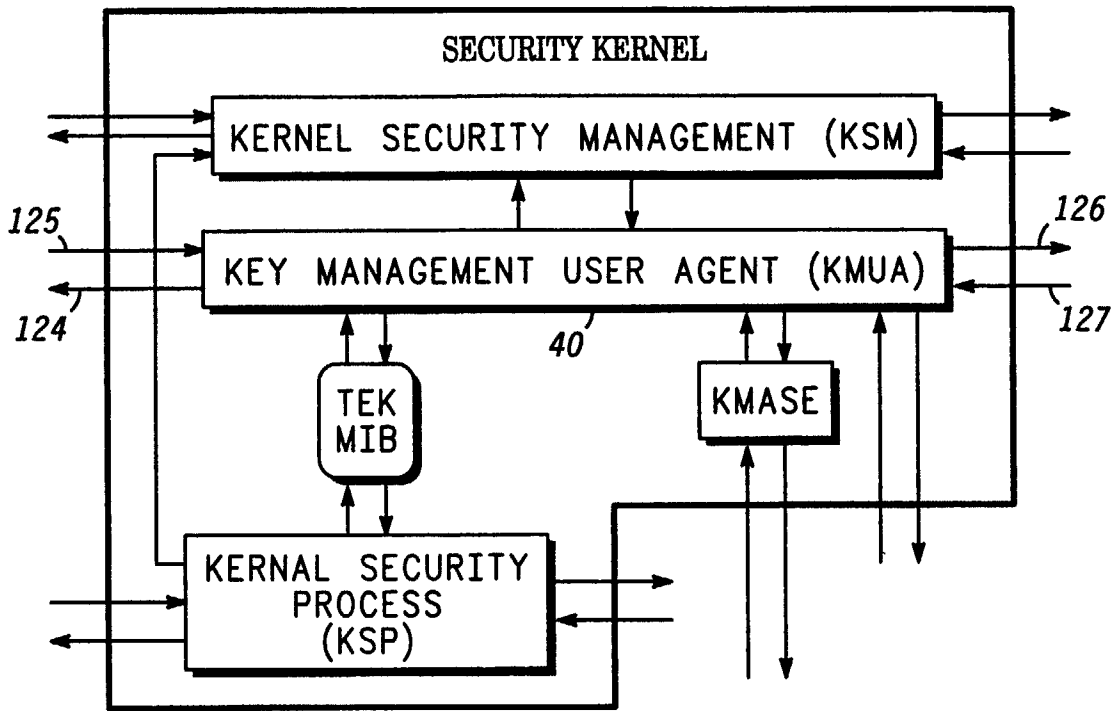 SECURITY KERNEL
KERNEL SECURITY MANAGEMENT (KSM)
125
126
KEY MANAGEMENT USER AGENT (KMUA)
124
40
127
TEK
MIB
KMASE
KERNAL SECURITY
PROCESS
(KSP)